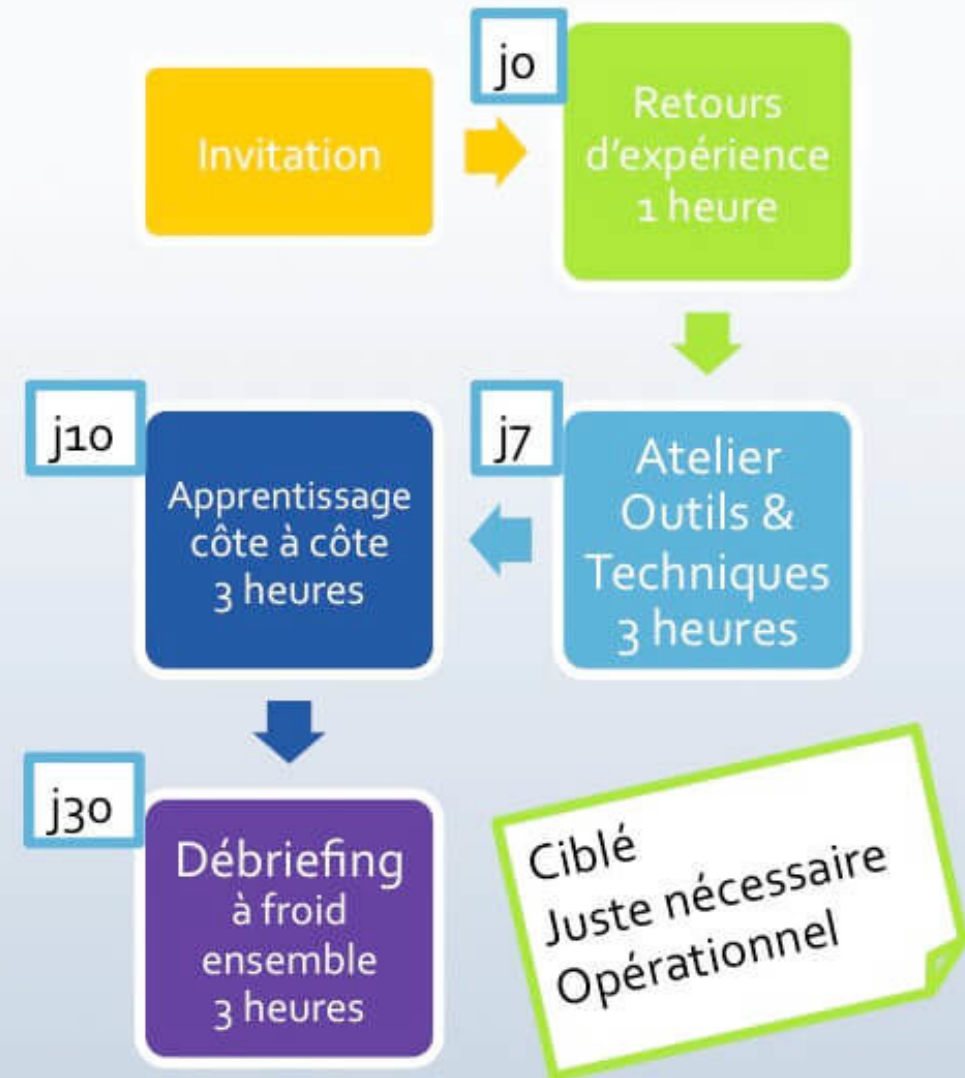 Invitation
j0
Retours
d'expérience
1 heure
j7
Atelier
Outils &
Techniques
3 heures
j10
Apprentissage
côte à côte
3 heures
j30
Débriefing
à froid
ensemble
3 heures
Ciblé
Juste nécessaire
Opérationnel